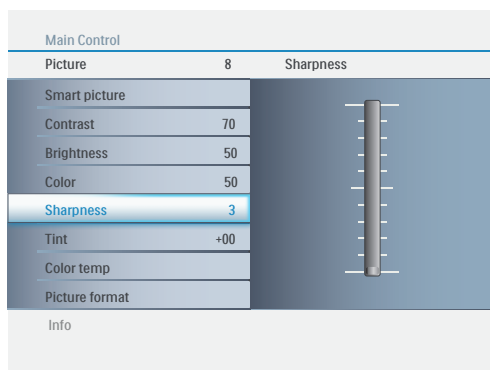 Main Control
Picture 8 Sharpness
Smart picture
Contrast 70
Brightness 50
Color 50
Sharpness 3
Tint +00
Color temp
Picture format
Info